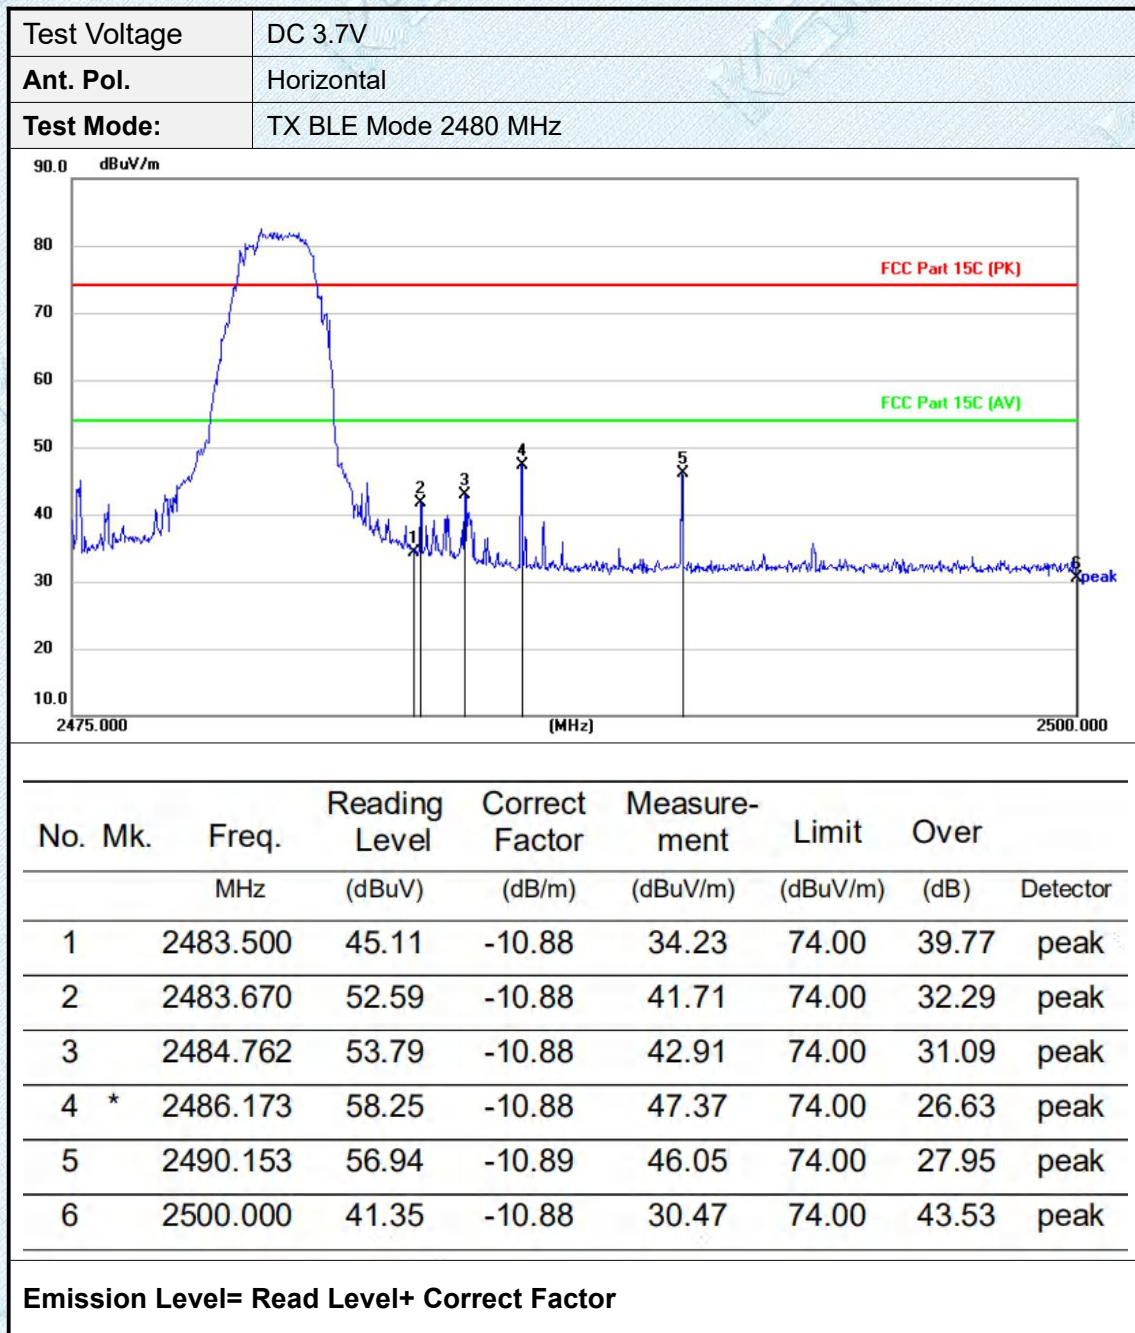 Test Voltage DC 3.7V
Ant. Pol. Horizontal
Test Mode: TX BLE Mode 2480 MHz
90.0 dBuV/m
80
FCC Part 15C (PK)
70
60
FCC Part 15C (AV)
50
4
5
3
2
40
1
6
30
peak
20
10.0
2475.000 (MHz) 2500.000
No. Mk. Freq. Reading Level Correct Factor Measure-ment Limit Over
MHz (dBuV) (dB/m) (dBuV/m) (dBuV/m) (dB) Detector
1 2483.500 45.11 -10.88 34.23 74.00 39.77 peak
2 2483.670 52.59 -10.88 41.71 74.00 32.29 peak
3 2484.762 53.79 -10.88 42.91 74.00 31.09 peak
4 * 2486.173 58.25 -10.88 47.37 74.00 26.63 peak
5 2490.153 56.94 -10.89 46.05 74.00 27.95 peak
6 2500.000 41.35 -10.88 30.47 74.00 43.53 peak
Emission Level= Read Level+ Correct Factor